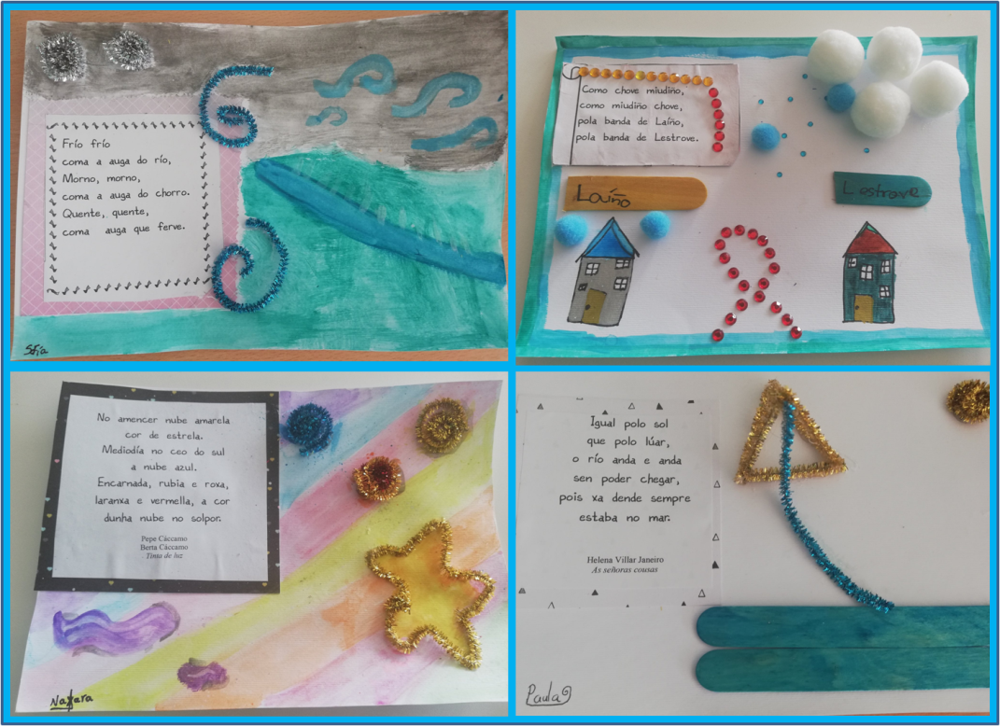 Frío frío
coma a auga do río,
Morno, morno,
coma a auga do chorro.
Quente, quente,
coma auga que ferve.
Sofía
Como chove miudiño,
como miudiño chove,
pola banda de Laíño,
pola banda de Lestrove.
Laíño
Lestrove
No amencer nube amarela
cor de estrela.
Mediodía no ceo do sul
a nube azul.
Encarnada, rubia e roxa,
laranxa e vermella, a cor
dunha nube no solpor.
Pepe Cáccamo
Berta Cáccamo
Tinta de luz
Igual polo sol
que polo lúar,
o río anda e anda
sen poder chegar,
pois xa dende sempre
estaba no mar.
Helena Villar Janeiro
As señoras cousas
Paula